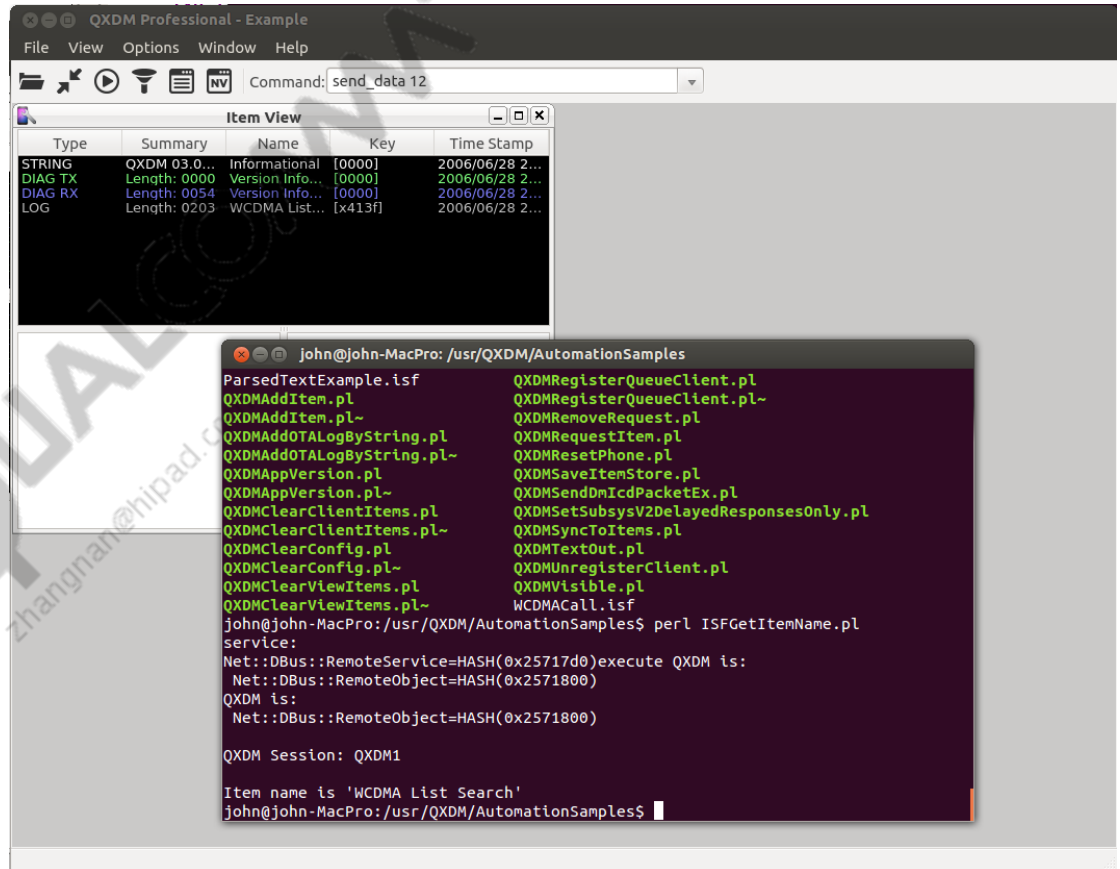 QXDM Professional - Example
File View Options Window Help
Command: send_data 12
Item View
Type Summary Name Key Time Stamp
STRING QXDM 03.0... Informational [0000] 2006/06/28 2...
DIAG TX Length: 0000 Version Info... [0000] 2006/06/28 2...
DIAG RX Length: 0054 Version Info... [0000] 2006/06/28 2...
LOG Length: 0203 WCDMA List... [x413f] 2006/06/28 2...
john@john-MacPro: /usr/QXDM/AutomationSamples
ParsedTextExample.isf QXDMRegisterQueueClient.pl
QXDMAddItem.pl QXDMRegisterQueueClient.pl~
QXDMAddItem.pl~ QXDMRemoveRequest.pl
QXDMAddOTALogByString.pl QXDMRequestItem.pl
QXDMAddOTALogByString.pl~ QXDMResetPhone.pl
QXDMAppVersion.pl QXDMSaveItemStore.pl
QXDMAppVersion.pl~ QXDMSendDmIcdPacketEx.pl
QXDMClearClientItems.pl QXDMSetSubsysV2DelayedResponsesOnly.pl
QXDMClearClientItems.pl~ QXDMSyncToItems.pl
QXDMClearConfig.pl QXDMTextOut.pl
QXDMClearConfig.pl~ QXDMUnregisterClient.pl
QXDMClearViewItems.pl QXDMVisible.pl
QXDMClearViewItems.pl~ WCDMACall.isf
john@john-MacPro:/usr/QXDM/AutomationSamples$ perl ISFGetItemName.pl
service:
Net::DBus::RemoteService=HASH(0x25717d0)execute QXDM is:
Net::DBus::RemoteObject=HASH(0x2571800)
QXDM is:
Net::DBus::RemoteObject=HASH(0x2571800)
QXDM Session: QXDM1
Item name is 'WCDMA List Search'
john@john-MacPro:/usr/QXDM/AutomationSamples$